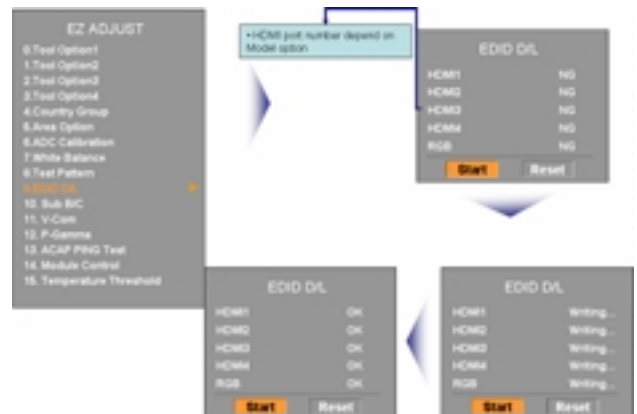 EZ ADJUST
0.Tool Option1
1.Tool Option2
2.Tool Option3
3.Tool Option4
4.Country Group
5.Area Option
6.ADC Calibration
7.White Balance
8.Test Pattern
9.EDID D/L
10. Sub B/C
11. V-Com
12. P-Gamma
13. ACAP PING Test
14. Module Control
15. Temperature Threshold
•HDMI port number depend on
Model option
EDID D/L
HDMI1 NG
HDMI2 NG
HDMI3 NG
HDMI4 NG
RGB NG
Start Reset
EDID D/L
HDMI1 Writing...
HDMI2 Writing...
HDMI3 Writing...
HDMI4 Writing...
RGB Writing...
Start Reset
EDID D/L
HDMI1 OK
HDMI2 OK
HDMI3 OK
HDMI4 OK
RGB OK
Start Reset